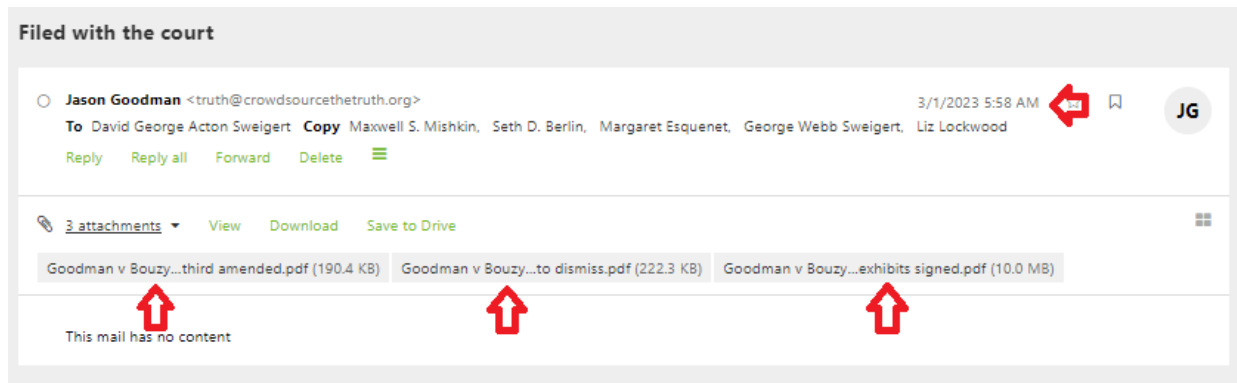 Filed with the court
Jason Goodman <truth@crowdsourcethetruth.org> 3/1/2023 5:58 AM
To David George Acton Sweigert Copy Maxwell S. Mishkin, Seth D. Berlin, Margaret Esquenet, George Webb Sweigert, Liz Lockwood
JG
Reply Reply all Forward Delete
3 attachments View Download Save to Drive
Goodman v Bouzy...third amended.pdf (190.4 KB) Goodman v Bouzy...to dismiss.pdf (222.3 KB) Goodman v Bouzy...exhibits signed.pdf (10.0 MB)
This mail has no content